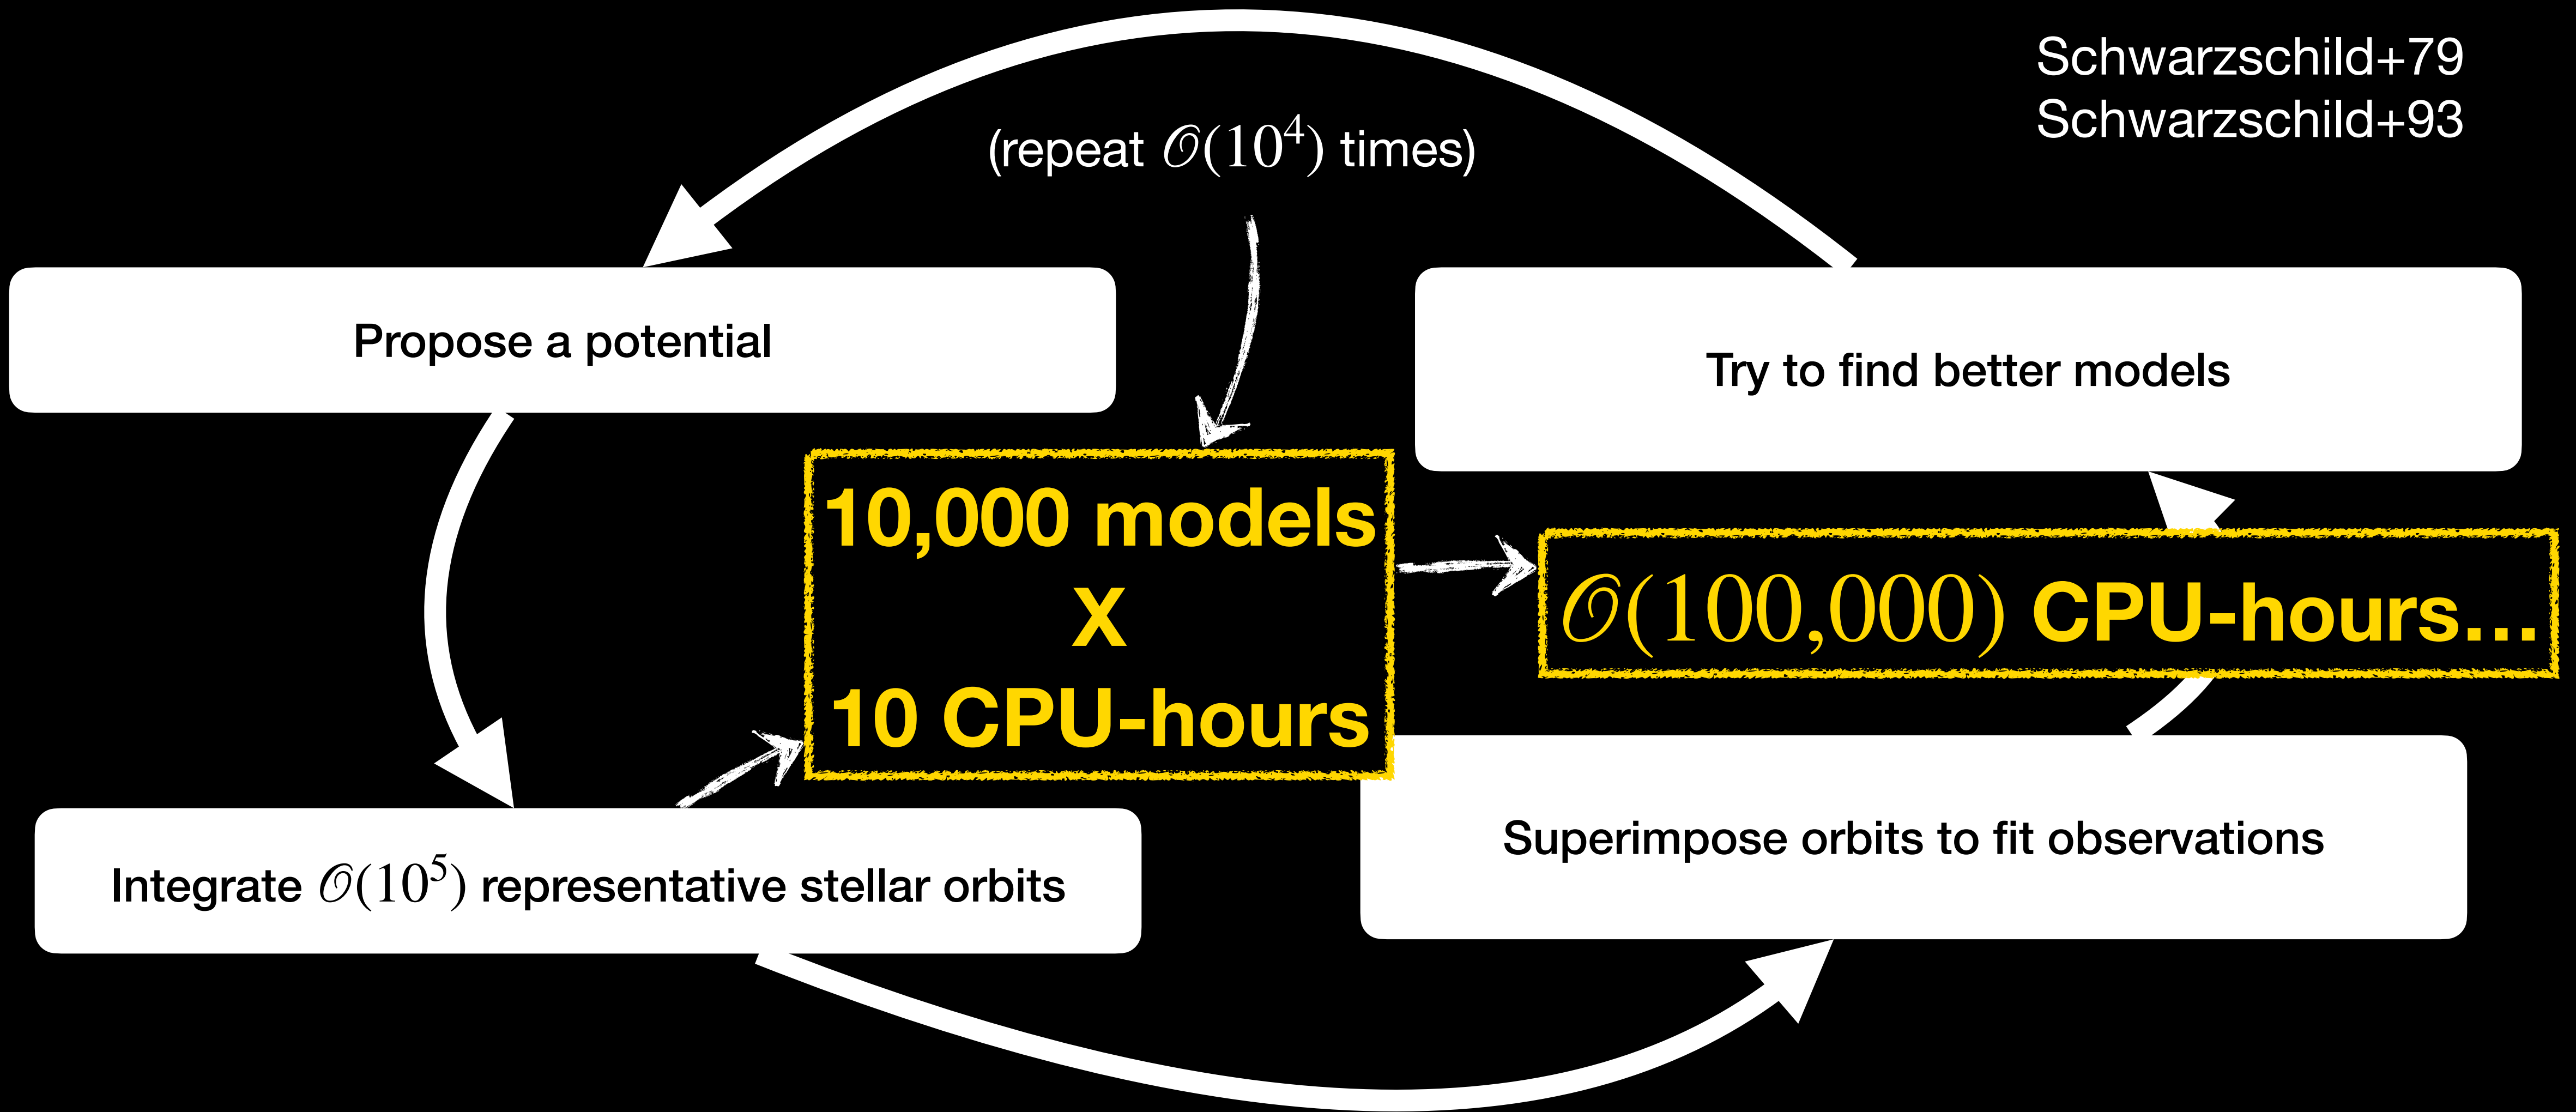 Schwarzschild+79
Schwarzschild+93
(repeat 𝒪(10⁴) times)
Propose a potential
Try to find better models
10,000 models
X
10 CPU-hours
𝒪(100,000) CPU-hours…
Integrate 𝒪(10⁵) representative stellar orbits
Superimpose orbits to fit observations